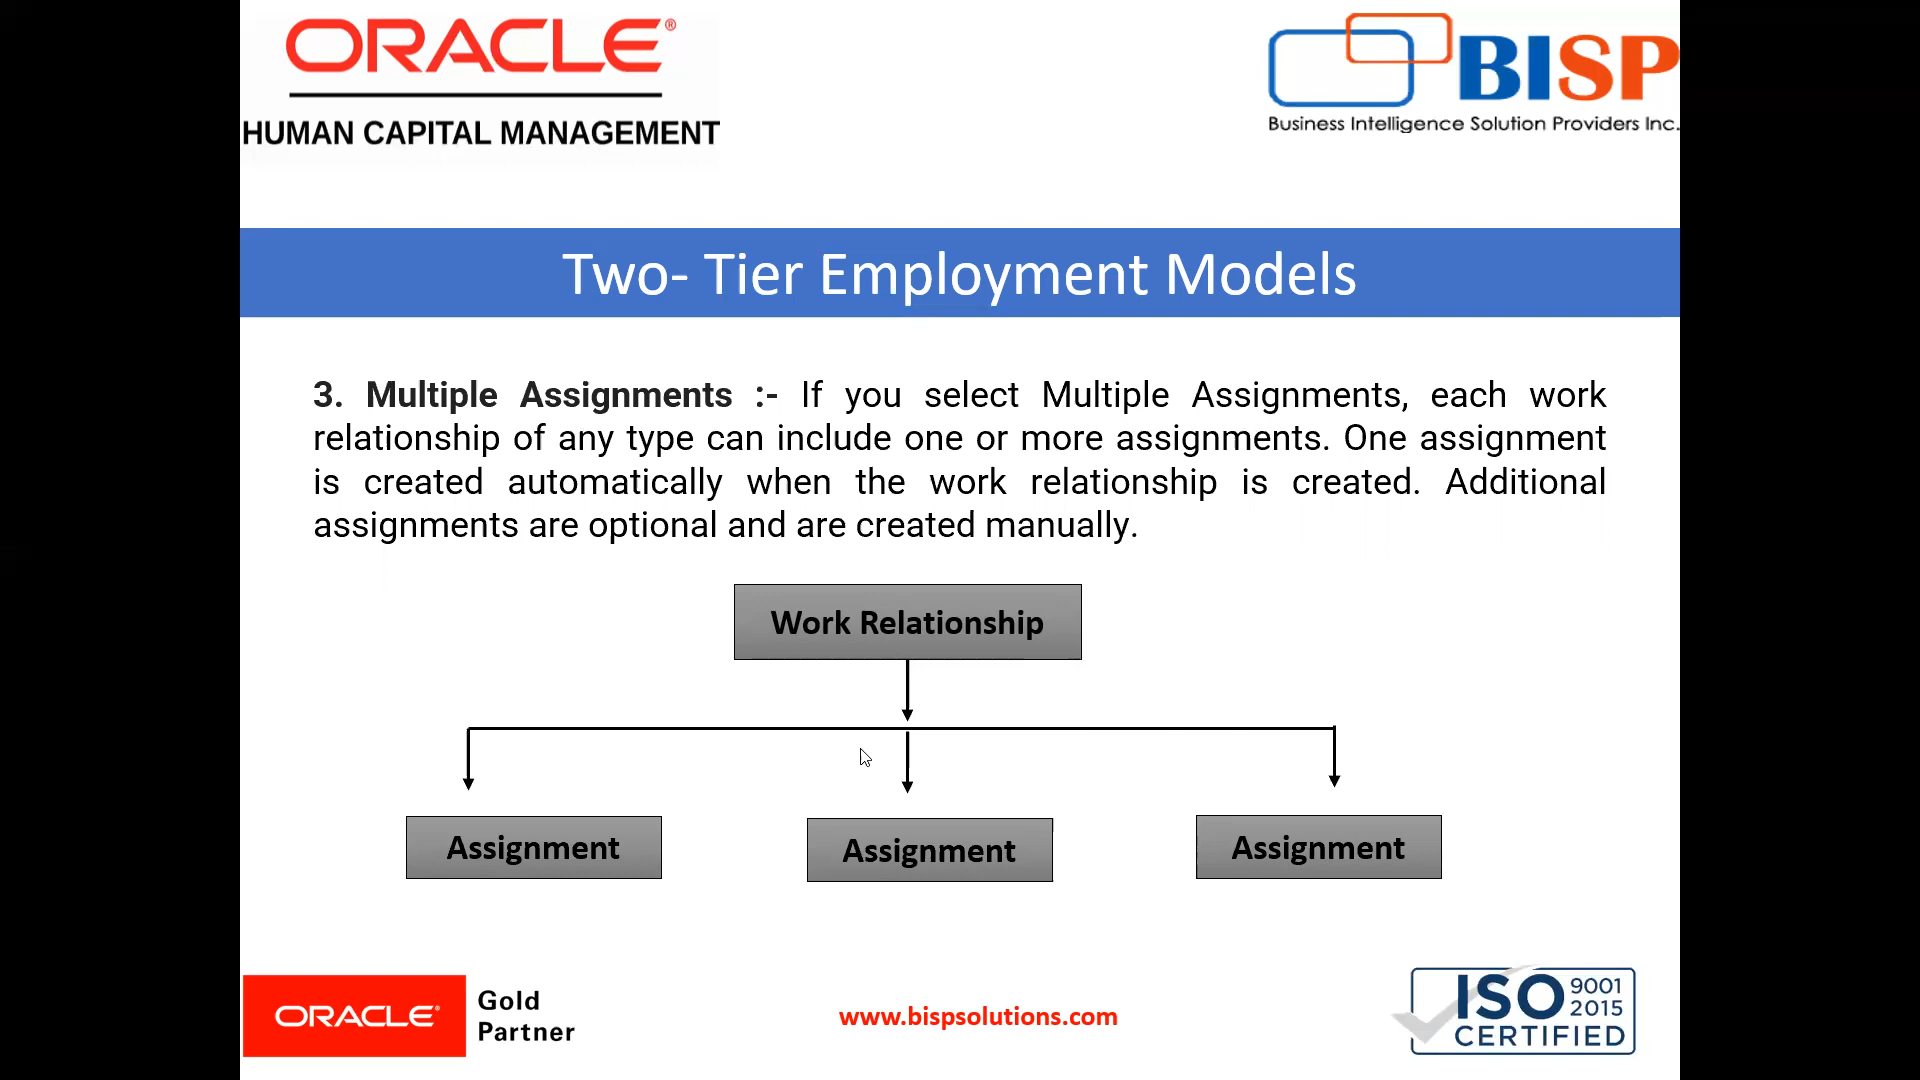 ORACLE®
HUMAN CAPITAL MANAGEMENT
BISP
Business Intelligence Solution Providers Inc.
Two- Tier Employment Models
3. Multiple Assignments :- If you select Multiple Assignments, each work
relationship of any type can include one or more assignments. One assignment
is created automatically when the work relationship is created. Additional
assignments are optional and are created manually.
Work Relationship
Assignment
Assignment
Assignment
ORACLE®
Gold
Partner
www.bispsolutions.com
ISO 9001
2015
CERTIFIED